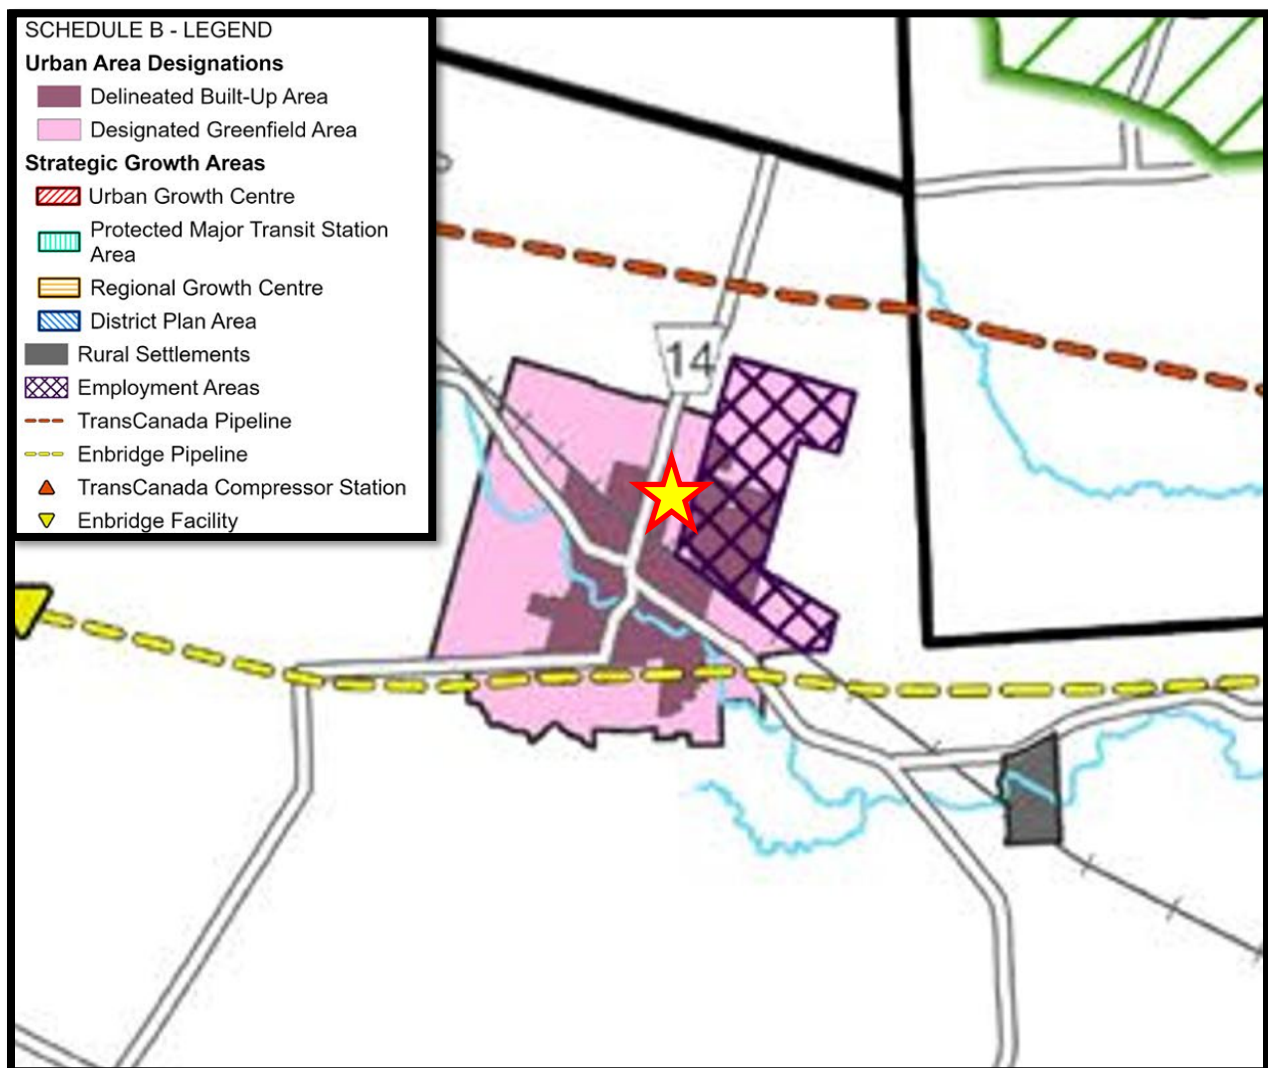 SCHEDULE B - LEGEND
Urban Area Designations
Delineated Built-Up Area
Designated Greenfield Area
Strategic Growth Areas
Urban Growth Centre
Protected Major Transit Station
Area
Regional Growth Centre
District Plan Area
Rural Settlements
Employment Areas
TransCanada Pipeline
Enbridge Pipeline
TransCanada Compressor Station
Enbridge Facility
14